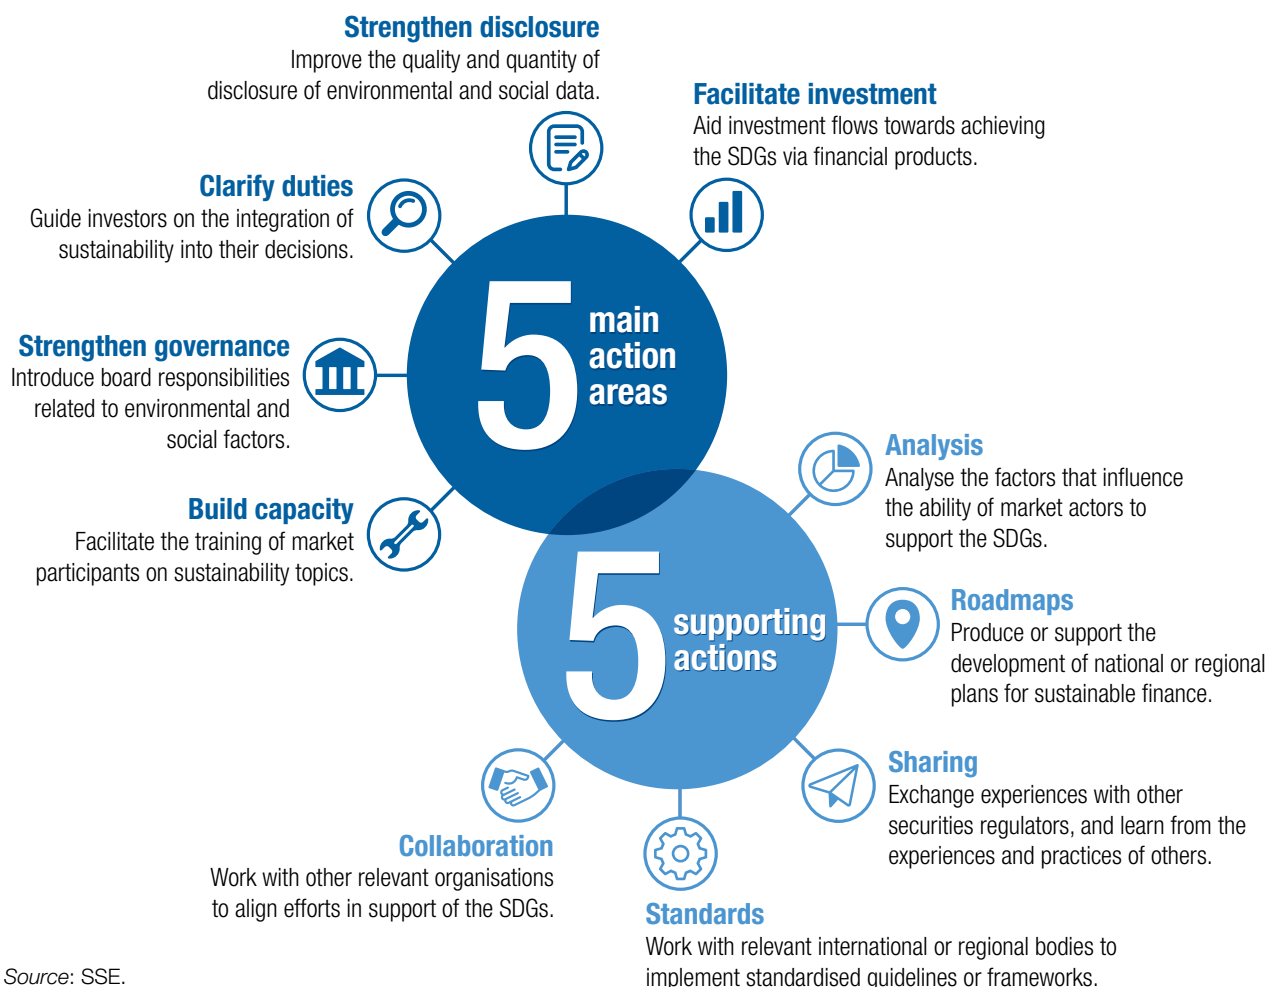 Strengthen disclosure
Improve the quality and quantity of
disclosure of environmental and social data.
Facilitate investment
Aid investment flows towards achieving
the SDGs via financial products.
Clarify duties
Guide investors on the integration of
sustainability into their decisions.
5 main
action
areas
Strengthen governance
Introduce board responsibilities
related to environmental and
social factors.
Build capacity
Facilitate the training of market
participants on sustainability topics.
Analysis
Analyse the factors that influence
the ability of market actors to
support the SDGs.
5 supporting
actions
Roadmaps
Produce or support the
development of national or regional
plans for sustainable finance.
Sharing
Exchange experiences with other
securities regulators, and learn from the
experiences and practices of others.
Collaboration
Work with other relevant organisations
to align efforts in support of the SDGs.
Standards
Work with relevant international or regional bodies to
implement standardised guidelines or frameworks.
Source: SSE.